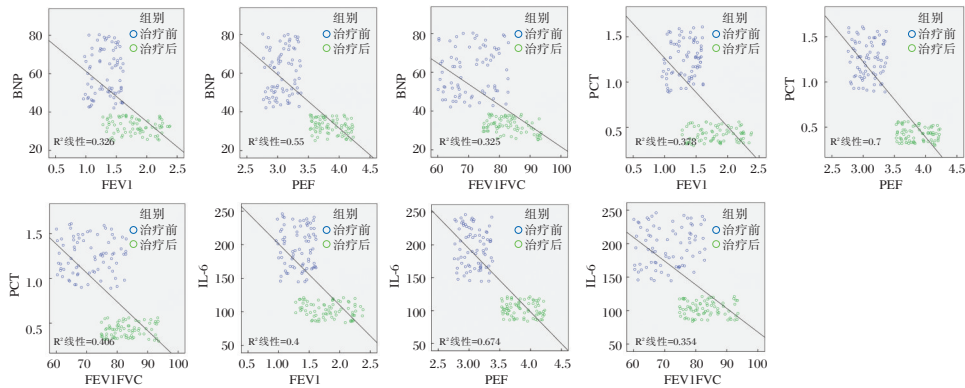 组别
治疗前
治疗后
80
60
40
20
BNP
R²线性=0.326
0.5 1.0 1.5 2.0 2.5
FEV1
组别
治疗前
治疗后
80
60
40
20
BNP
R²线性=0.55
2.5 3.0 3.5 4.0 4.5
PEF
组别
治疗前
治疗后
80
60
40
20
BNP
R²线性=0.325
60 70 80 90 100
FEV1FVC
组别
治疗前
治疗后
1.5
1.0
0.5
PCT
R²线性=0.378
0.5 1.0 1.5 2.0 2.5
FEV1
组别
治疗前
治疗后
1.5
1.0
0.5
PCT
R²线性=0.7
2.5 3.0 3.5 4.0 4.5
PEF
组别
治疗前
治疗后
1.5
1.0
0.5
PCT
R²线性=0.406
60 70 80 90 100
FEV1FVC
组别
治疗前
治疗后
250
200
150
100
50
IL-6
R²线性=0.4
0.5 1.0 1.5 2.0 2.5
FEV1
组别
治疗前
治疗后
250
200
150
100
50
IL-6
R²线性=0.674
2.5 3.0 3.5 4.0 4.5
PEF
组别
治疗前
治疗后
250
200
150
100
50
IL-6
R²线性=0.354
60 70 80 90 100
FEV1FVC